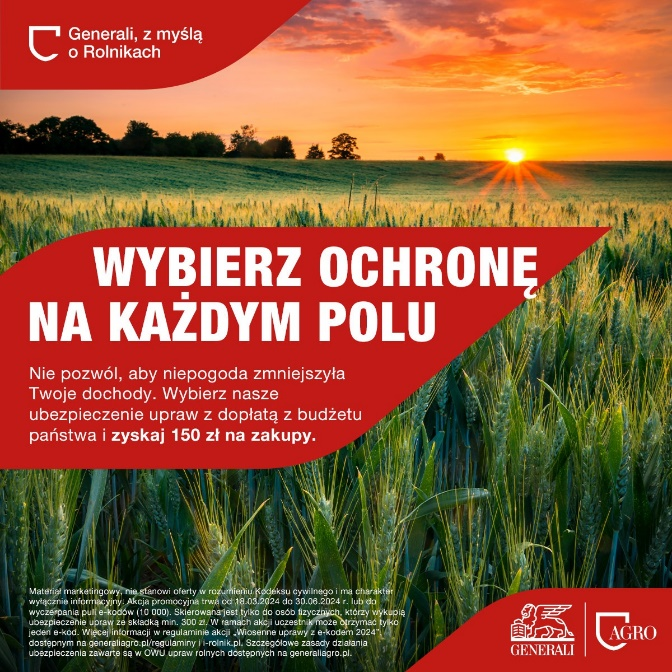 Generali, z myślą
o Rolnikach
WYBIERZ OCHRONĘ
NA KAŻDYM POLU
Nie pozwól, aby niepogoda zmniejszyła
Twoje dochody. Wybierz nasze
ubezpieczenie upraw z dopłatą z budżetu
państwa i zyskaj 150 zł na zakupy.
Materiał marketingowy, nie stanowi oferty w rozumieniu Kodeksu cywilnego i ma charakter
wyłącznie informacyjny. Akcja promocyjna trwa od 18.03.2024 do 30.06.2024 r. lub do
wyczerpania puli e-kodów (10 000). Skierowana jest tylko do osób fizycznych, którzy wykupią
ubezpieczenie upraw ze składką min. 300 zł. W ramach akcji uczestnik może otrzymać tylko
jeden e-kod. Więcej informacji w regulaminie akcji „Wiosenne uprawy z e-kodem 2024"
dostępnym na generaliagro.pl/regulaminy i i-rolnik.pl. Szczegółowe zasady działania
ubezpieczenia zawarte są w OWU upraw rolnych dostępnych na generaliagro.pl.
GENERALI
AGRO